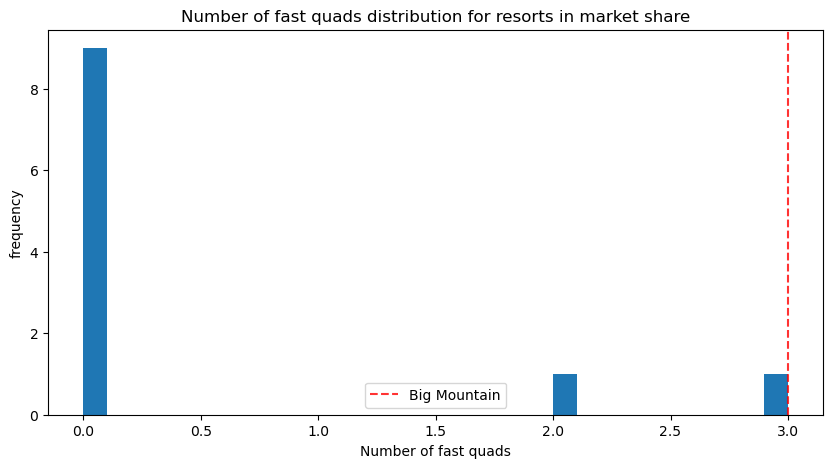 Number of fast quads distribution for resorts in market share
frequency
8
6
4
2
0
Big Mountain
0.0 0.5 1.0 1.5 2.0 2.5 3.0
Number of fast quads